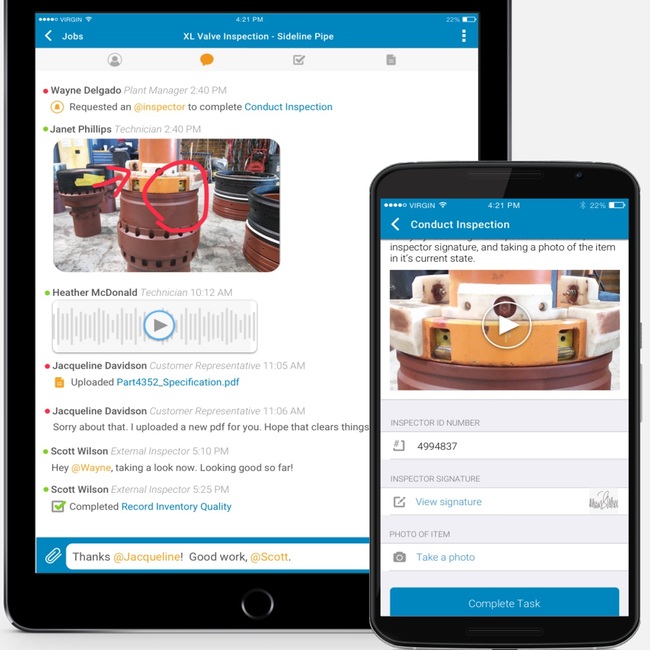 VIRGIN 4:21 PM 22%
Jobs XL Valve Inspection - Sideline Pipe
Wayne Delgado Plant Manager 2:40 PM
Requested an @inspector to complete Conduct Inspection
Janet Phillips Technician 2:40 PM
Heather McDonald Technician 10:12 AM
Jacqueline Davidson Customer Representative 11:05 AM
Uploaded Part4352_Specification.pdf
Jacqueline Davidson Customer Representative 11:06 AM
Sorry about that. I uploaded a new pdf for you. Hope that clears things
Scott Wilson External Inspector 5:10 PM
Hey @Wayne, taking a look now. Looking good so far!
Scott Wilson External Inspector 5:25 PM
Completed Record Inventory Quality
Thanks @Jacqueline! Good work, @Scott.
VIRGIN 4:21 PM 22%
Conduct Inspection
inspector signature, and taking a photo of the item
in it's current state.
INSPECTOR ID NUMBER
4994837
INSPECTOR SIGNATURE
View signature
PHOTO OF ITEM
Take a photo
Complete Task